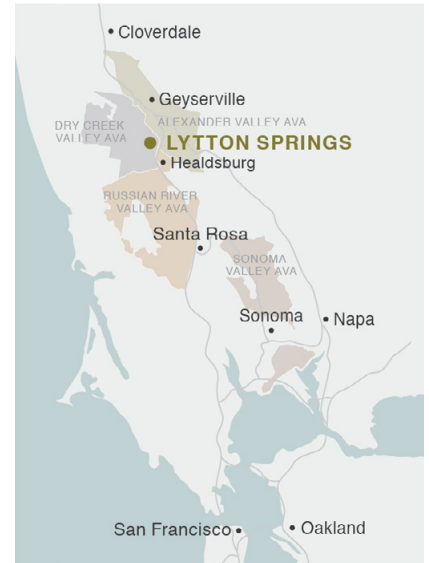 Cloverdale
Geyserville
ALEXANDER VALLEY AVA
DRY CREEK
VALLEY AVA
LYTTON SPRINGS
Healdsburg
RUSSIAN RIVER
VALLEY AVA
Santa Rosa
SONOMA
VALLEY AVA
Sonoma
Napa
San Francisco
Oakland